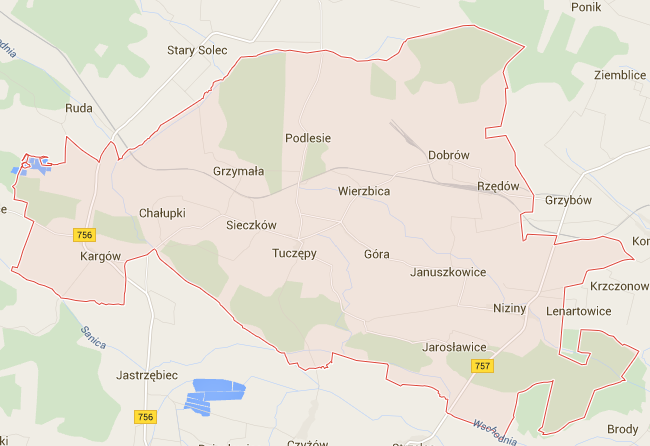 Ponik
Stary Solec
Ziemblice
Ruda
Podlesie
Dobrów
Grzymała
Wierzbica
Rzędów
Grzybów
Chałupki
Sieczków
756
Kargów
Tuczępy
Góra
Januszkowice
Krzczonow
Niziny
Lenartowice
Sanica
Jarosławice
757
Jastrzębiec
756
Wschodnia
Brody
Czyżów